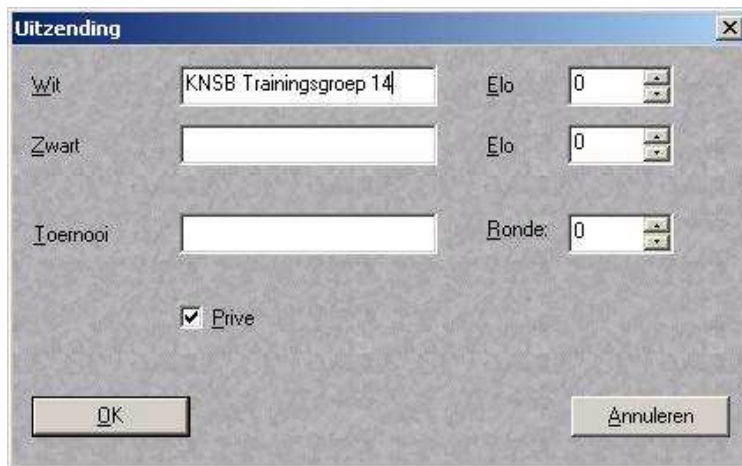 Uitzending
Wit KNSB Trainingsgroep 14 Elo 0
Zwart Elo 0
Toernooi Ronde: 0
Prive
OK Annuleren